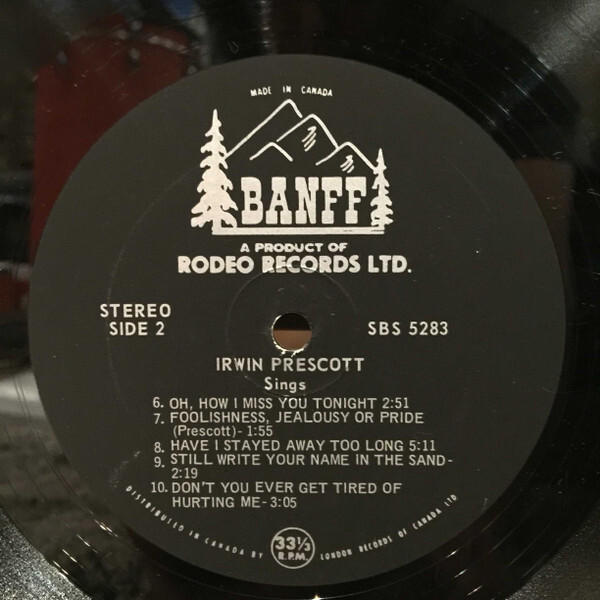 MADE IN CANADA
BANFF
A PRODUCT OF
RODEO RECORDS LTD.
STEREO
SIDE 2
SBS 5283
IRWIN PRESCOTT
Sings
6. OH, HOW I MISS YOU TONIGHT 2:51
7. FOOLISHNESS, JEALOUSY OR PRIDE
(Prescott)- 1:55
8. HAVE I STAYED AWAY TOO LONG 5:11
9. STILL WRITE YOUR NAME IN THE SAND-
2:19
10. DON'T YOU EVER GET TIRED OF
HURTING ME- 3:05
DISTRIBUTED IN CANADA BY LONDON RECORDS OF CANADA LTD
33⅓
R.P.M.